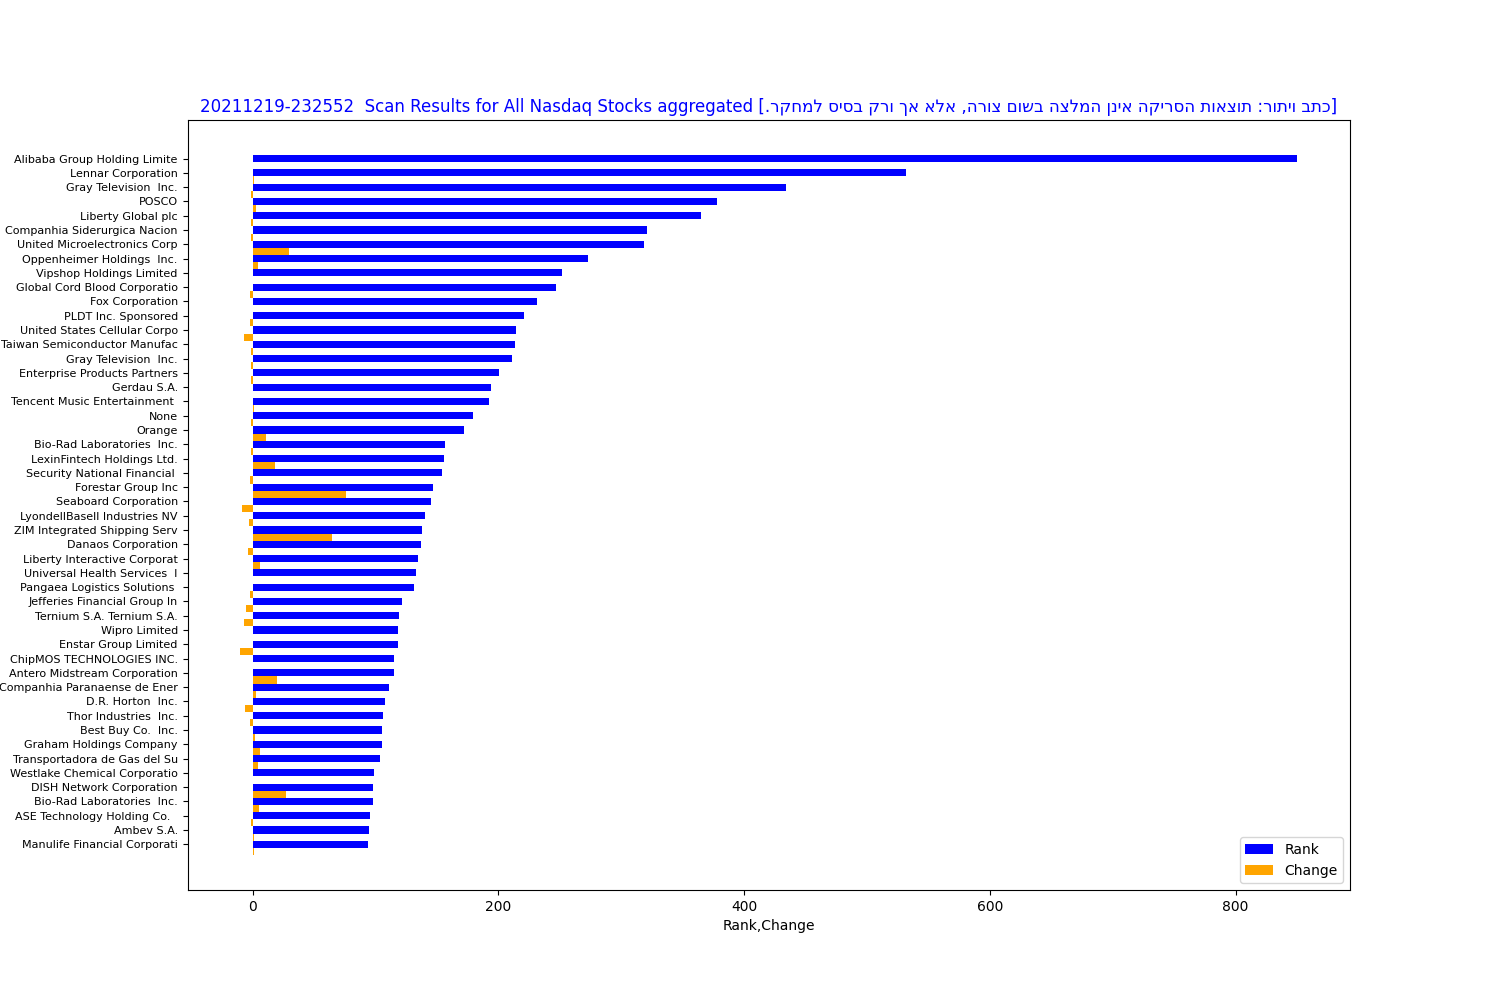 20211219-232552  Scan Results for All Nasdaq Stocks aggregated [כתב ויתור: תוצאות הסריקה אינן המלצה בשום צורה, אלא אך ורק בסיס למחקר.]
Alibaba Group Holding Limite
Lennar Corporation
Gray Television  Inc.
POSCO
Liberty Global plc
Companhia Siderurgica Nacion
United Microelectronics Corp
Oppenheimer Holdings  Inc.
Vipshop Holdings Limited
Global Cord Blood Corporatio
Fox Corporation
PLDT Inc. Sponsored
United States Cellular Corpo
Taiwan Semiconductor Manufac
Gray Television  Inc.
Enterprise Products Partners
Gerdau S.A.
Tencent Music Entertainment
None
Orange
Bio-Rad Laboratories  Inc.
LexinFintech Holdings Ltd.
Security National Financial
Forestar Group Inc
Seaboard Corporation
LyondellBasell Industries NV
ZIM Integrated Shipping Serv
Danaos Corporation
Liberty Interactive Corporat
Universal Health Services  I
Pangaea Logistics Solutions
Jefferies Financial Group In
Ternium S.A. Ternium S.A.
Wipro Limited
Enstar Group Limited
ChipMOS TECHNOLOGIES INC.
Antero Midstream Corporation
Companhia Paranaense de Ener
D.R. Horton  Inc.
Thor Industries  Inc.
Best Buy Co.  Inc.
Graham Holdings Company
Transportadora de Gas del Su
Westlake Chemical Corporatio
DISH Network Corporation
Bio-Rad Laboratories  Inc.
ASE Technology Holding Co.
Ambev S.A.
Manulife Financial Corporati
Rank
Change
0 200 400 600 800
Rank,Change